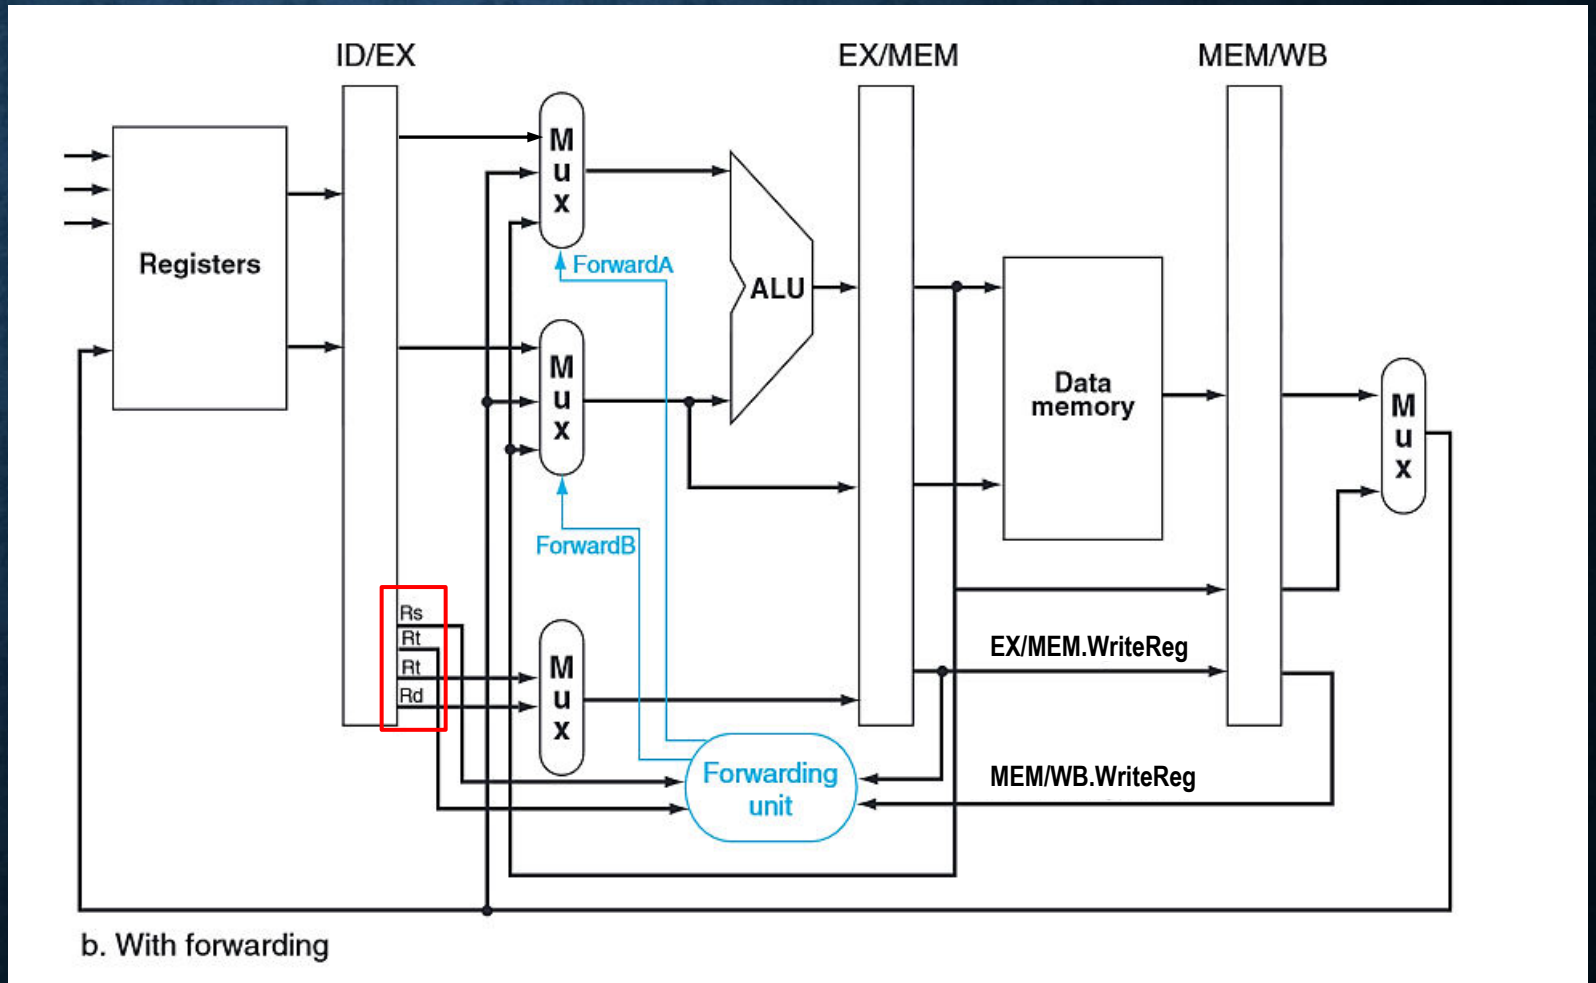 ID/EX
EX/MEM
MEM/WB
Registers
M
u
x
ForwardA
ALU
M
u
x
ForwardB
Data
memory
M
u
x
Rs
Rt
Rt
Rd
M
u
x
EX/MEM.WriteReg
Forwarding
unit
MEM/WB.WriteReg
b. With forwarding